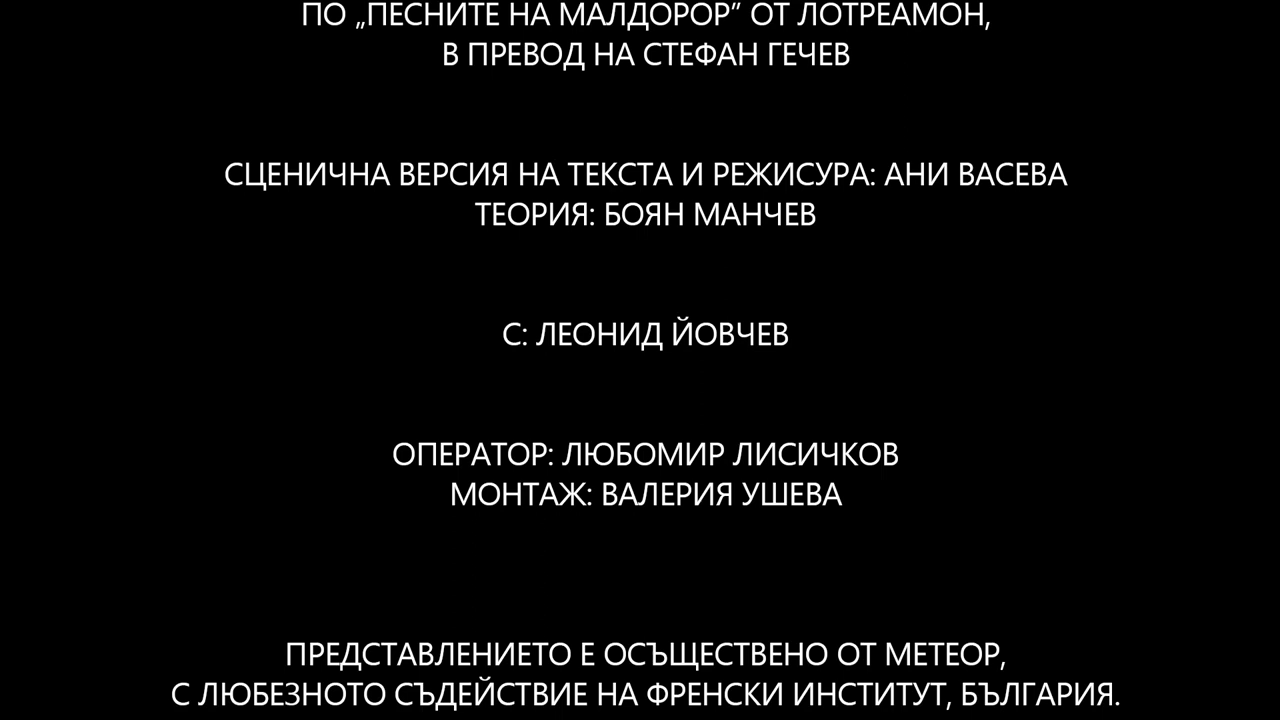 ПО „ПЕСНИТЕ НА МАЛДОРОР” ОТ ЛОТРЕАМОН,
В ПРЕВОД НА СТЕФАН ГЕЧЕВ
СЦЕНИЧНА ВЕРСИЯ НА ТЕКСТА И РЕЖИСУРА: АНИ ВАСЕВА
ТЕОРИЯ: БОЯН МАНЧЕВ
С: ЛЕОНИД ЙОВЧЕВ
ОПЕРАТОР: ЛЮБОМИР ЛИСИЧКОВ
МОНТАЖ: ВАЛЕРИЯ УШЕВА
ПРЕДСТАВЛЕНИЕТО Е ОСЪЩЕСТВЕНО ОТ МЕТЕОР,
С ЛЮБЕЗНОТО СЪДЕЙСТВИЕ НА ФРЕНСКИ ИНСТИТУТ, БЪЛГАРИЯ.